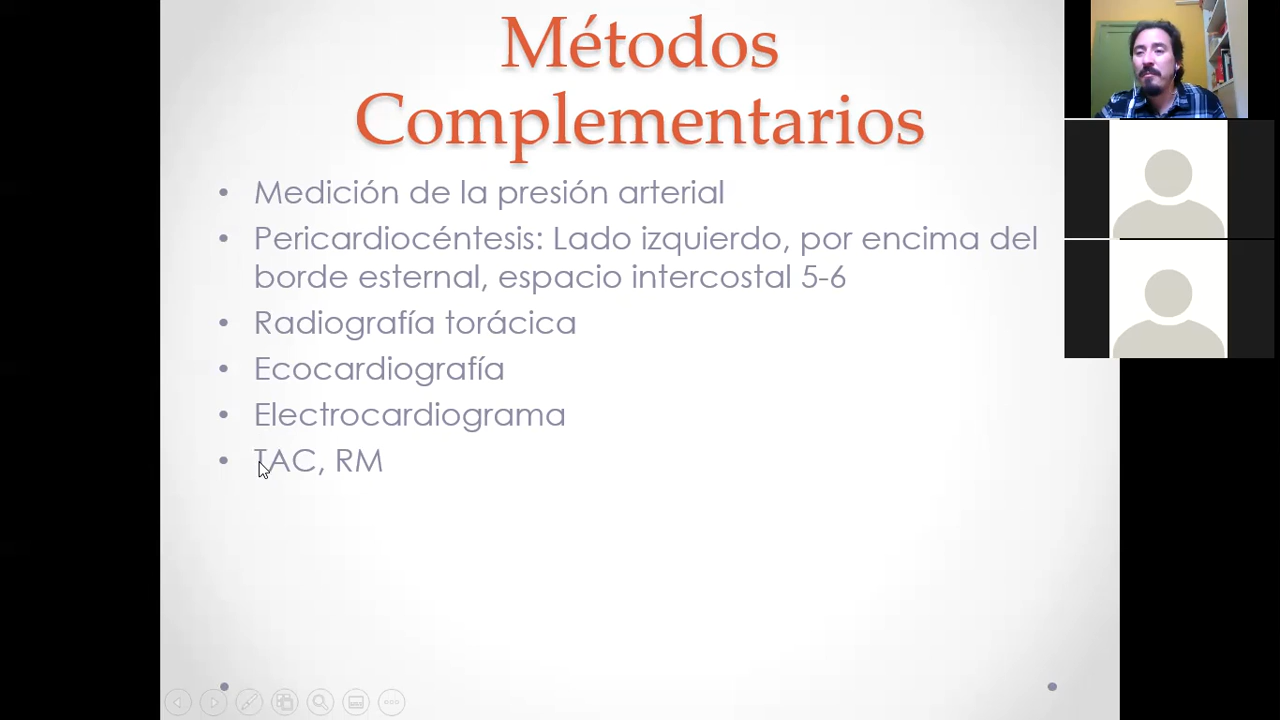 Métodos
Complementarios
• Medición de la presión arterial
• Pericardiocéntesis: Lado izquierdo, por encima del
borde esternal, espacio intercostal 5-6
• Radiografía torácica
• Ecocardiografía
• Electrocardiograma
• TAC, RM